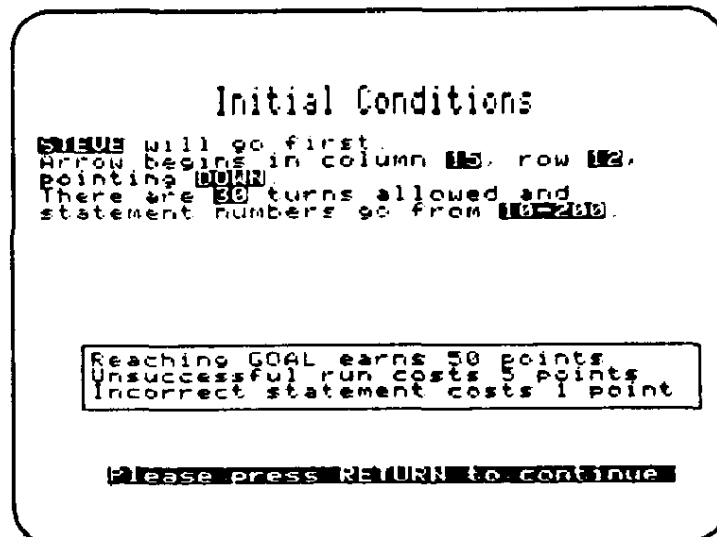 Initial Conditions
STEVE will go first.
Arrow begins in column 15, row 12,
pointing DOWN.
There are 30 turns allowed and
statement numbers go from 10-200.
Reaching GOAL earns 50 points
Unsuccessful run costs 5 points
Incorrect statement costs 1 point
Please press RETURN to continue